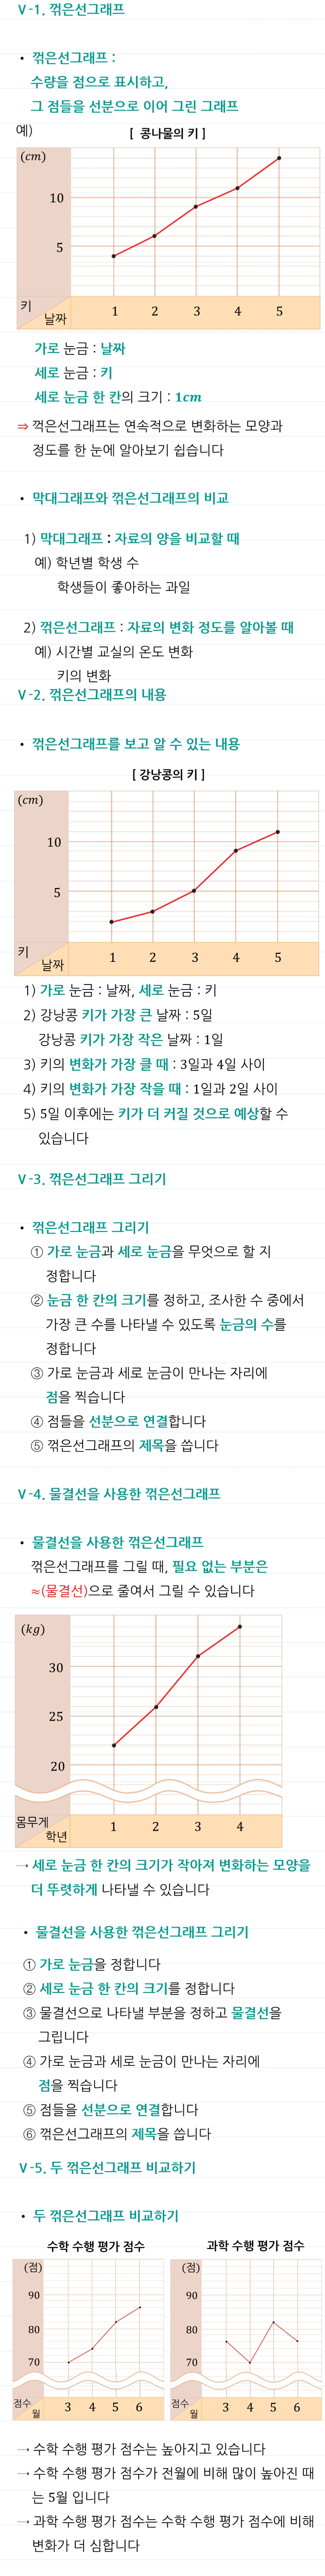 Ⅴ-1. 꺾은선그래프
• 꺾은선그래프 :
수량을 점으로 표시하고,
그 점들을 선분으로 이어 그린 그래프
예)
[ 콩나물의 키 ]
(cm)
10
5
키
날짜
1 2 3 4 5
가로 눈금 : 날짜
세로 눈금 : 키
세로 눈금 한 칸의 크기 : 1cm
⇒ 꺽은선그래프는 연속적으로 변화하는 모양과
정도를 한 눈에 알아보기 쉽습니다
• 막대그래프와 꺾은선그래프의 비교
1) 막대그래프 : 자료의 양을 비교할 때
예) 학년별 학생 수
학생들이 좋아하는 과일
2) 꺾은선그래프 : 자료의 변화 정도를 알아볼 때
예) 시간별 교실의 온도 변화
키의 변화
Ⅴ-2. 꺾은선그래프의 내용
• 꺾은선그래프를 보고 알 수 있는 내용
[ 강낭콩의 키 ]
(cm)
10
5
키
날짜
1 2 3 4 5
1) 가로 눈금 : 날짜, 세로 눈금 : 키
2) 강낭콩 키가 가장 큰 날짜 : 5일
강낭콩 키가 가장 작은 날짜 : 1일
3) 키의 변화가 가장 클 때 : 3일과 4일 사이
4) 키의 변화가 가장 작을 때 : 1일과 2일 사이
5) 5일 이후에는 키가 더 커질 것으로 예상할 수
있습니다
Ⅴ-3. 꺾은선그래프 그리기
• 꺾은선그래프 그리기
① 가로 눈금과 세로 눈금을 무엇으로 할 지
정합니다
② 눈금 한 칸의 크기를 정하고, 조사한 수 중에서
가장 큰 수를 나타낼 수 있도록 눈금의 수를
정합니다
③ 가로 눈금과 세로 눈금이 만나는 자리에
점을 찍습니다
④ 점들을 선분으로 연결합니다
⑤ 꺾은선그래프의 제목을 씁니다
Ⅴ-4. 물결선을 사용한 꺾은선그래프
• 물결선을 사용한 꺾은선그래프
꺾은선그래프를 그릴 때, 필요 없는 부분은
≈(물결선)으로 줄여서 그릴 수 있습니다
(kg)
30
25
20
몸무게
학년
1 2 3 4
→ 세로 눈금 한 칸의 크기가 작아져 변화하는 모양을
더 뚜렷하게 나타낼 수 있습니다
• 물결선을 사용한 꺾은선그래프 그리기
① 가로 눈금을 정합니다
② 세로 눈금 한 칸의 크기를 정합니다
③ 물결선으로 나타낼 부분을 정하고 물결선을
그립니다
④ 가로 눈금과 세로 눈금이 만나는 자리에
점을 찍습니다
⑤ 점들을 선분으로 연결합니다
⑥ 꺾은선그래프의 제목을 씁니다
Ⅴ-5. 두 꺾은선그래프 비교하기
• 두 꺾은선그래프 비교하기
수학 수행 평가 점수
(점)
90
80
70
점수
월
3 4 5 6
과학 수행 평가 점수
(점)
90
80
70
점수
월
3 4 5 6
→ 수학 수행 평가 점수는 높아지고 있습니다
→ 수학 수행 평가 점수가 전월에 비해 많이 높아진 때
는 5월 입니다
→ 과학 수행 평가 점수는 수학 수행 평가 점수에 비해
변화가 더 심합니다